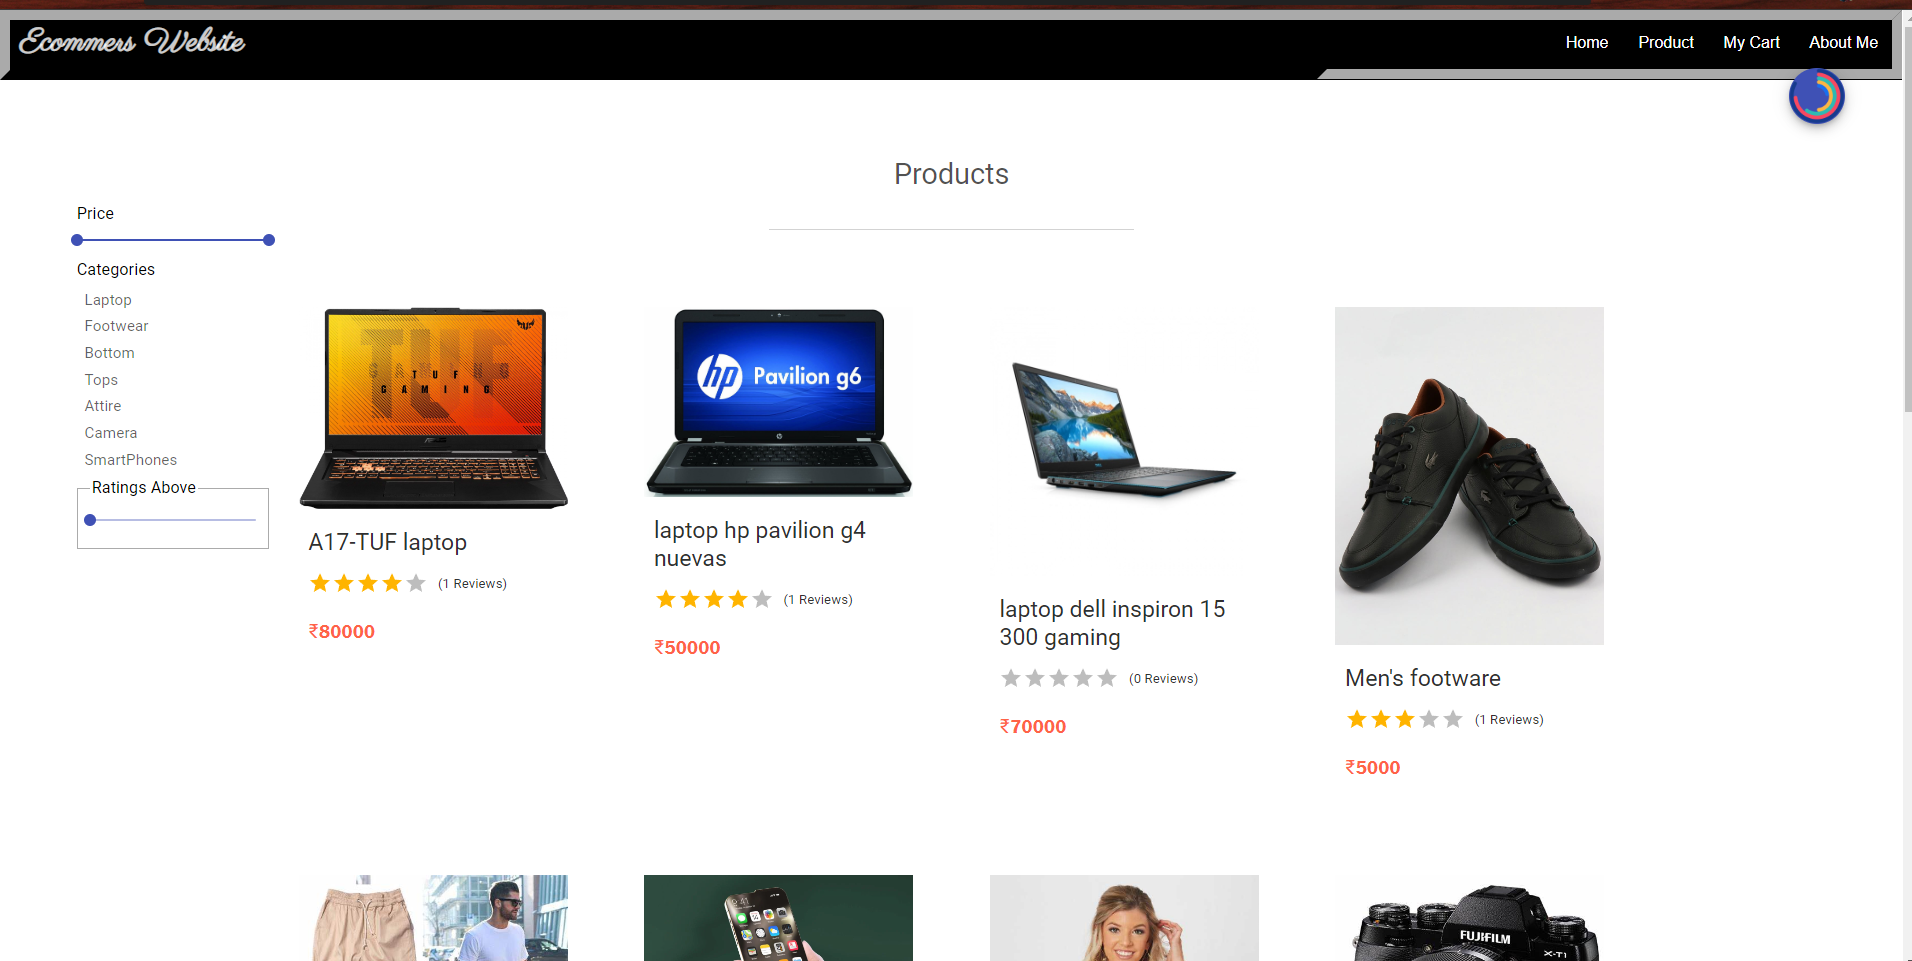 Ecommers Website
Home Product My Cart About Me
Products
Price
Categories
Laptop
Footwear
Bottom
Tops
Attire
Camera
SmartPhones
Ratings Above
TUF
GAMING
A17-TUF laptop
(1 Reviews)
₹80000
hp Pavilion g6
laptop hp pavilion g4
nuevas
(1 Reviews)
₹50000
laptop dell inspiron 15
300 gaming
(0 Reviews)
₹70000
Men's footware
(1 Reviews)
₹5000
9:41
FUJIFILM
X-T1